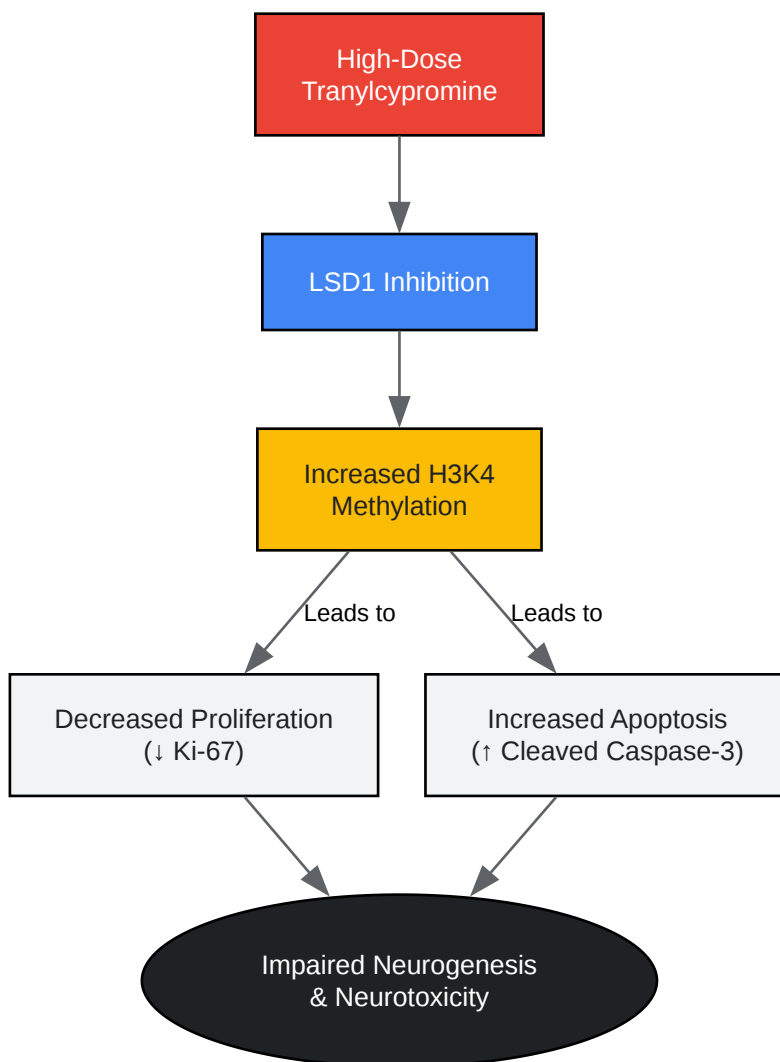 High-Dose
Tranylcypromine
LSD1 Inhibition
Increased H3K4
Methylation
Leads to
Leads to
Decreased Proliferation
(↓ Ki-67)
Increased Apoptosis
(↑ Cleaved Caspase-3)
Impaired Neurogenesis
& Neurotoxicity